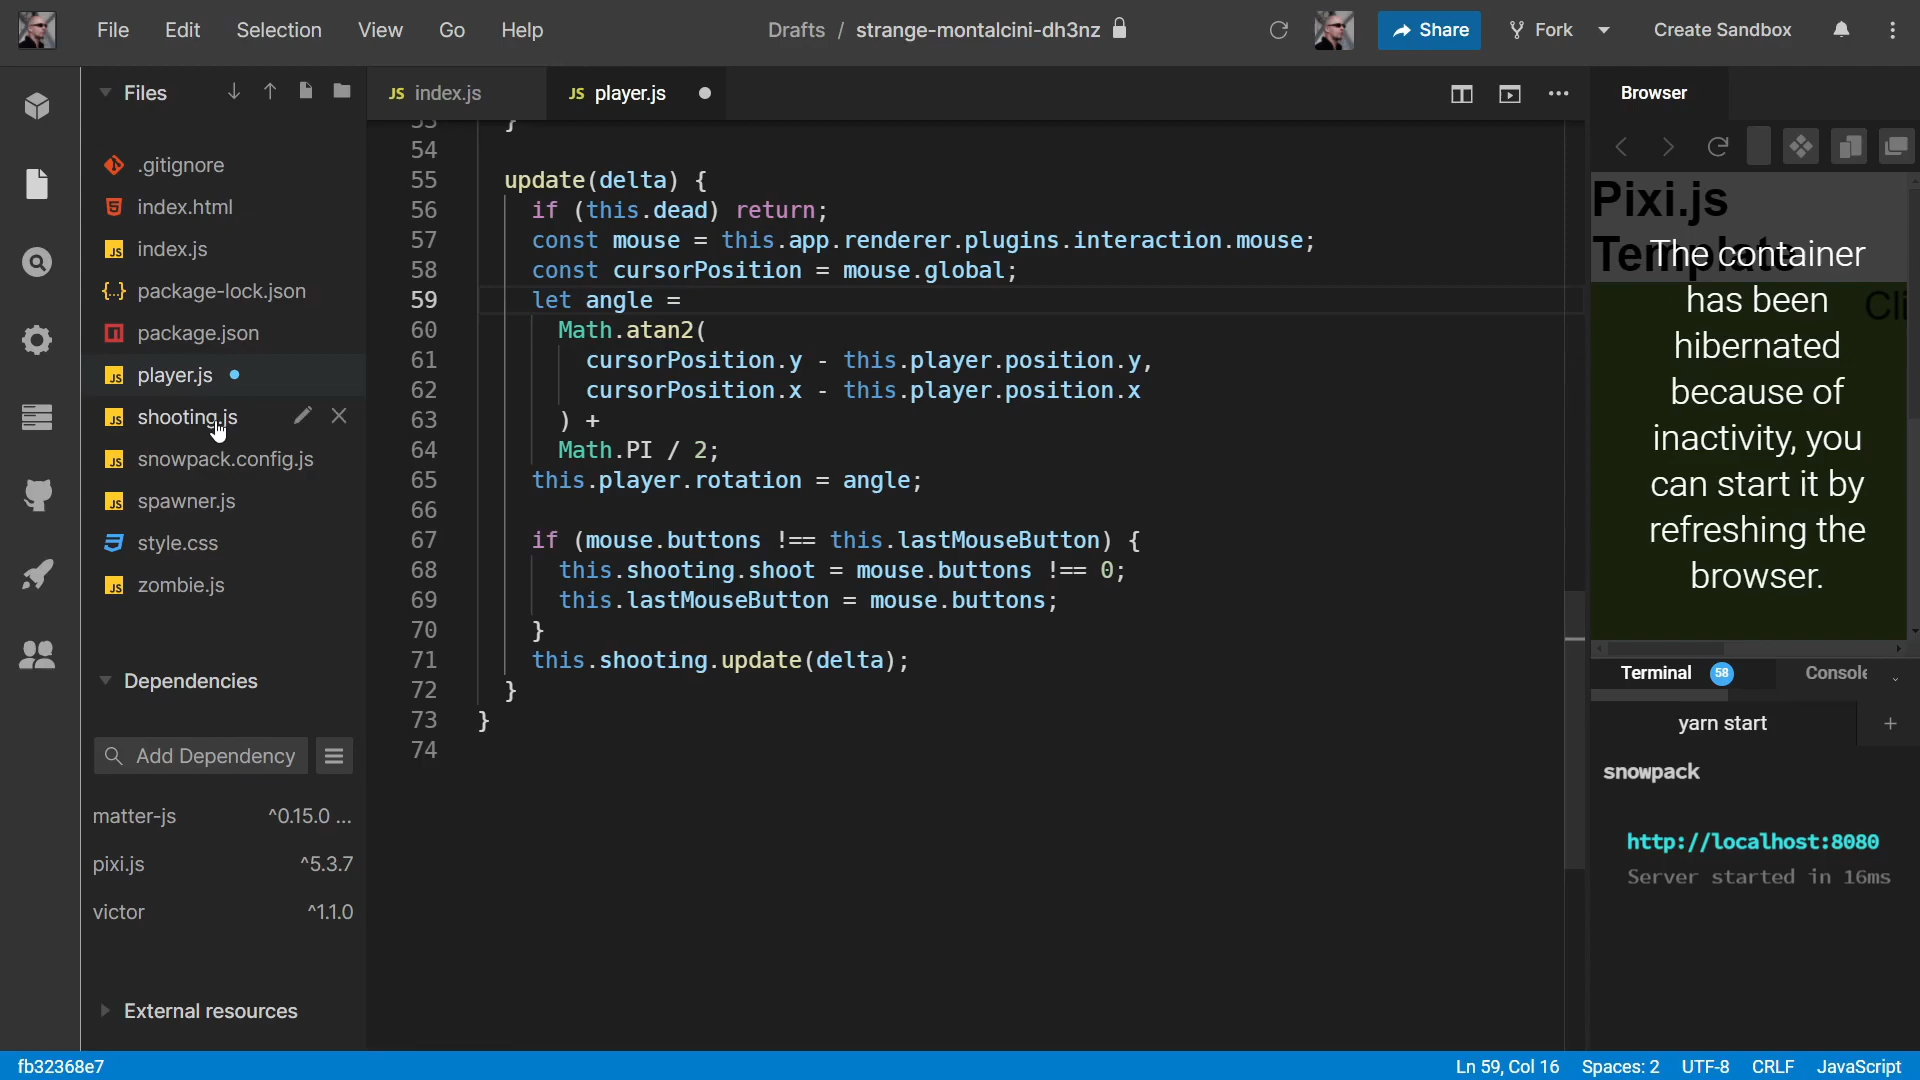 File Edit Selection View Go Help
Drafts / strange-montalcini-dh3nz
Share Fork Create Sandbox
Files
.gitignore
index.html
index.js
package-lock.json
package.json
player.js
shooting.js
snowpack.config.js
spawner.js
style.css
zombie.js
Dependencies
Add Dependency
matter-js ^0.15.0 ...
pixi.js ^5.3.7
victor ^1.1.0
External resources
JS index.js JS player.js
53 }
54
55 update(delta) {
56 if (this.dead) return;
57 const mouse = this.app.renderer.plugins.interaction.mouse;
58 const cursorPosition = mouse.global;
59 let angle =
60 Math.atan2(
61 cursorPosition.y - this.player.position.y,
62 cursorPosition.x - this.player.position.x
63 ) +
64 Math.PI / 2;
65 this.player.rotation = angle;
66
67 if (mouse.buttons !== this.lastMouseButton) {
68 this.shooting.shoot = mouse.buttons !== 0;
69 this.lastMouseButton = mouse.buttons;
70 }
71 this.shooting.update(delta);
72 }
73 }
74
Browser
Pixi.js
Template
Cli
The container
has been
hibernated
because of
inactivity, you
can start it by
refreshing the
browser.
Terminal 58 Console
yarn start +
snowpack
http://localhost:8080
Server started in 16ms
fb32368e7
Ln 59, Col 16 Spaces: 2 UTF-8 CRLF JavaScript